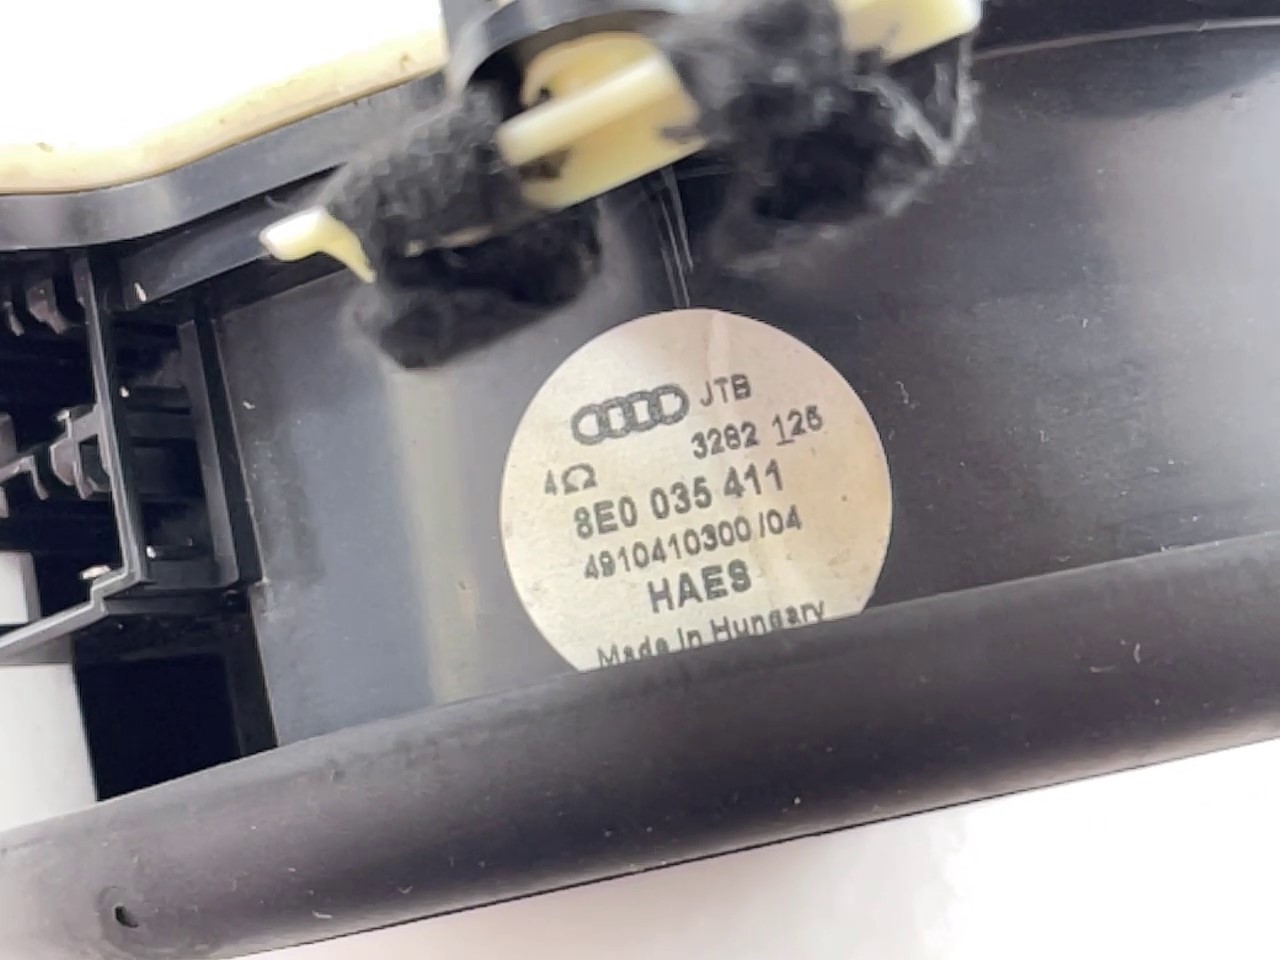 JTB
3282 126
4Ω
8E0 035 411
4910410300/04
HAES
Made in Hungary